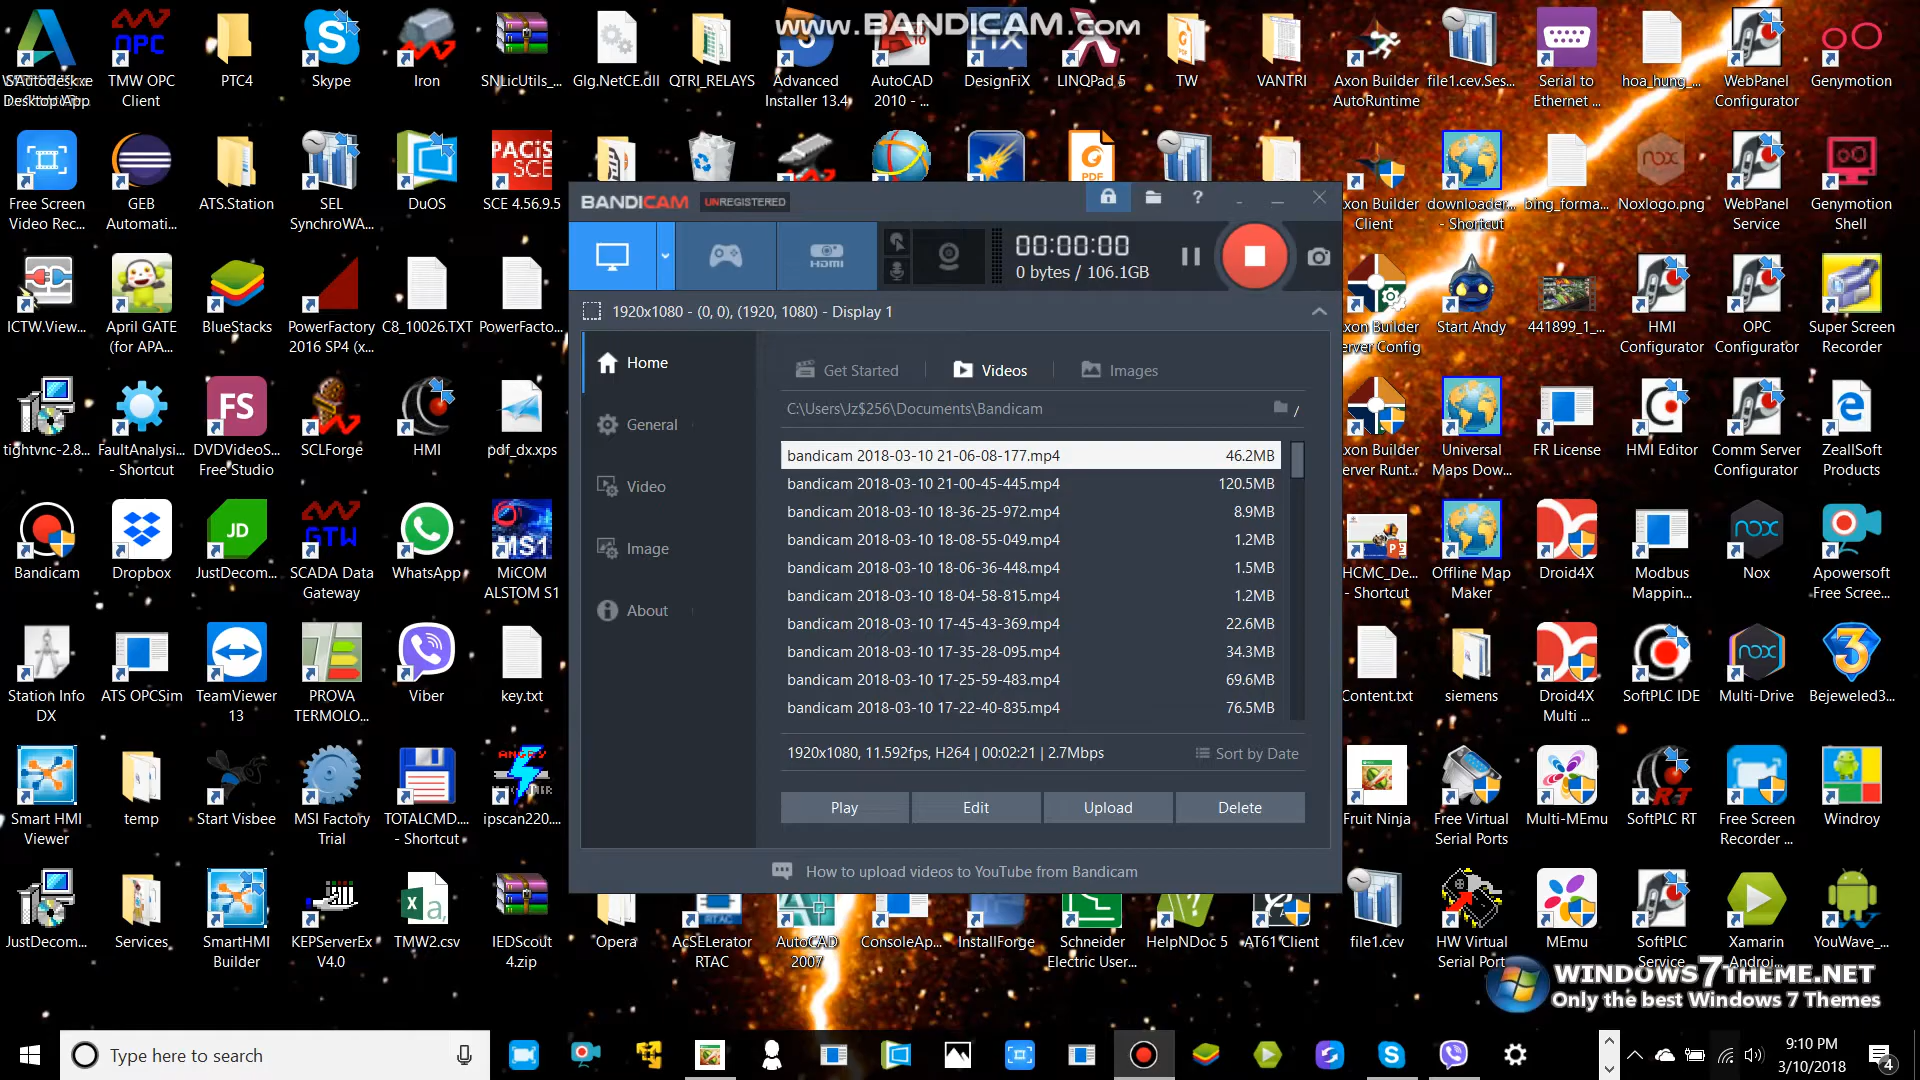 www.BANDICAM.com
Desktop App
TMW OPC
Client
PTC4
Skype
Iron
SNLicUtils_...
Glg.NetCE.dll
QTRI_RELAYS
Advanced
Installer 13.4
AutoCAD
2010 - ...
DesignFiX
LINQPad 5
TW
VANTRI
Axon Builder
AutoRuntime
file1.cev.Ses...
Serial to
Ethernet ...
hoa_hung_...
WebPanel
Configurator
Genymotion
Free Screen
Video Rec...
GEB
Automati...
ATS.Station
SEL
SynchroWA...
DuOS
PACiS
SCE
SCE 4.56.9.5
Axon Builder
Client
downloader...
- Shortcut
bing_forma...
Noxlogo.png
WebPanel
Service
Genymotion
Shell
BANDICAM UNREGISTERED
?
HDMI
00:00:00
0 bytes / 106.1GB
1920x1080 - (0, 0), (1920, 1080) - Display 1
Home
General
Video
Image
About
Get Started
Videos
Images
C:\Users\Jz$256\Documents\Bandicam
/
bandicam 2018-03-10 21-06-08-177.mp4 46.2MB
bandicam 2018-03-10 21-00-45-445.mp4 120.5MB
bandicam 2018-03-10 18-36-25-972.mp4 8.9MB
bandicam 2018-03-10 18-08-55-049.mp4 1.2MB
bandicam 2018-03-10 18-06-36-448.mp4 1.5MB
bandicam 2018-03-10 18-04-58-815.mp4 1.2MB
bandicam 2018-03-10 17-45-43-369.mp4 22.6MB
bandicam 2018-03-10 17-35-28-095.mp4 34.3MB
bandicam 2018-03-10 17-25-59-483.mp4 69.6MB
bandicam 2018-03-10 17-22-40-835.mp4 76.5MB
1920x1080, 11.592fps, H264 | 00:02:21 | 2.7Mbps
Sort by Date
Play
Edit
Upload
Delete
How to upload videos to YouTube from Bandicam
ICTW.View...
April GATE
(for APA...
BlueStacks
PowerFactory
2016 SP4 (x...
C8_10026.TXT
PowerFacto...
Start Andy
441899_1_...
HMI
Configurator
OPC
Configurator
Super Screen
Recorder
tightvnc-2.8...
FaultAnalysi...
- Shortcut
FS
DVDVideoS...
Free Studio
SCLForge
HMI
pdf_dx.xps
Universal
Maps Dow...
FR License
HMI Editor
Comm Server
Configurator
ZeallSoft
Products
Bandicam
Dropbox
JD
JustDecom...
GTW
SCADA Data
Gateway
WhatsApp
MS1
MiCOM
ALSTOM S1
HCMC_De...
- Shortcut
Offline Map
Maker
Droid4X
Modbus
Mapping...
nox
Nox
Apowersoft
Free Scree...
Station Info
DX
ATS OPCSim
TeamViewer
13
PROVA
TERMOLO...
Viber
key.txt
Content.txt
siemens
Droid4X
Multi ...
SoftPLC IDE
nox
Multi-Drive
Bejeweled3...
Smart HMI
Viewer
temp
Start Visbee
MSI Factory
Trial
TOTALCMD....
- Shortcut
ANGRY
ipscan220...
Fruit Ninja
Free Virtual
Serial Ports
Multi-MEmu
RT
SoftPLC RT
Free Screen
Recorder ...
Windroy
JustDecom...
Services
SmartHMI
Builder
KEPServerEx
V4.0
TMW2.csv
IEDScout
4.zip
Opera
AcSELerator
RTAC
AutoCAD
2007
ConsoleAp...
InstallForge
Schneider
Electric User...
HelpNDoc 5
AT61 Client
file1.cev
HW Virtual
Serial Ports
MEmu
SoftPLC
Service
Xamarin
Androi...
YouWave_...
WINDOWS7THEME.NET
Only the best Windows 7 Themes
Type here to search
9:10 PM
3/10/2018
4